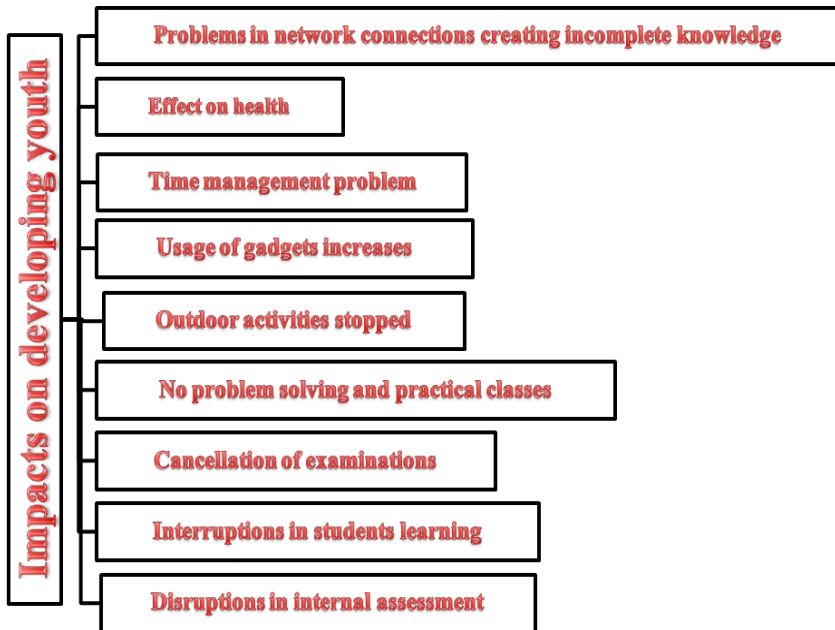 Impacts on developing youth
Problems in network connections creating incomplete knowledge
Effect on health
Time management problem
Usage of gadgets increases
Outdoor activities stopped
No problem solving and practical classes
Cancellation of examinations
Interruptions in students learning
Disruptions in internal assessment